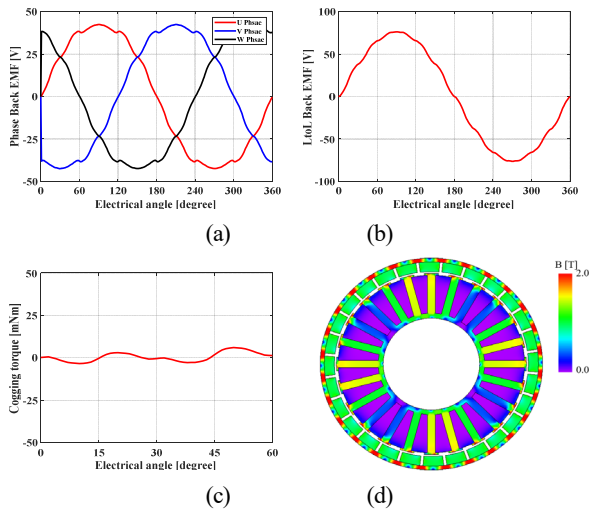 50
25
0
-25
-50
Phase Back EMF [V]
U Phsae
V Phsae
W Phsae
0 60 120 180 240 300 360
Electrical angle [degree]
(a)
100
50
0
-50
-100
LtoL Back EMF [V]
0 60 120 180 240 300 360
Electrical angle [degree]
(b)
50
25
0
-25
-50
Cogging torque [mNm]
0 15 30 45 60
Electrical angle [degree]
(c)
B [T]
2.0
0.0
(d)